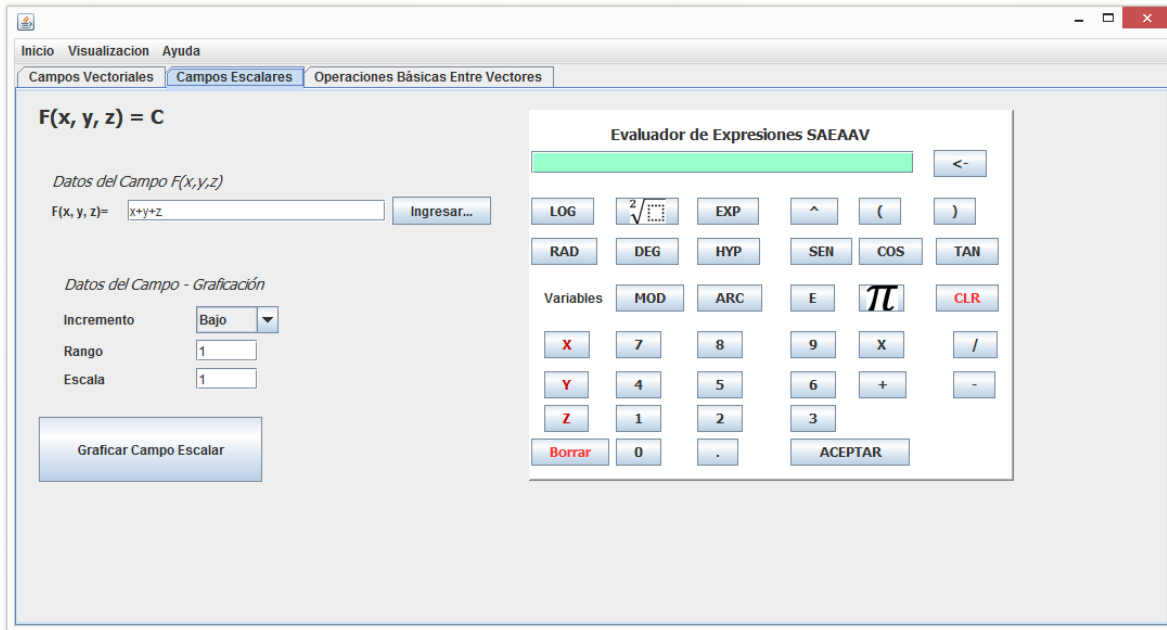 Inicio Visualizacion Ayuda
Campos Vectoriales Campos Escalares Operaciones Básicas Entre Vectores
F(x, y, z) = C
Datos del Campo F(x,y,z)
F(x, y, z)= x+y+z Ingresar...
Datos del Campo - Graficación
Incremento Bajo
Rango 1
Escala 1
Graficar Campo Escalar
Evaluador de Expresiones SAEAAV
<-
LOG 2√ EXP ^ ( )
RAD DEG HYP SEN COS TAN
Variables MOD ARC E π CLR
X 7 8 9 X /
Y 4 5 6 + -
Z 1 2 3
Borrar 0 . ACEPTAR